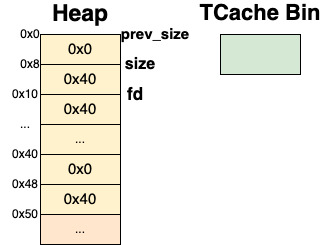 Heap
TCache Bin
0x0
prev_size
0x0
0x8
size
0x40
0x10
fd
0x40
...
...
0x40
0x0
0x48
0x40
0x50
...